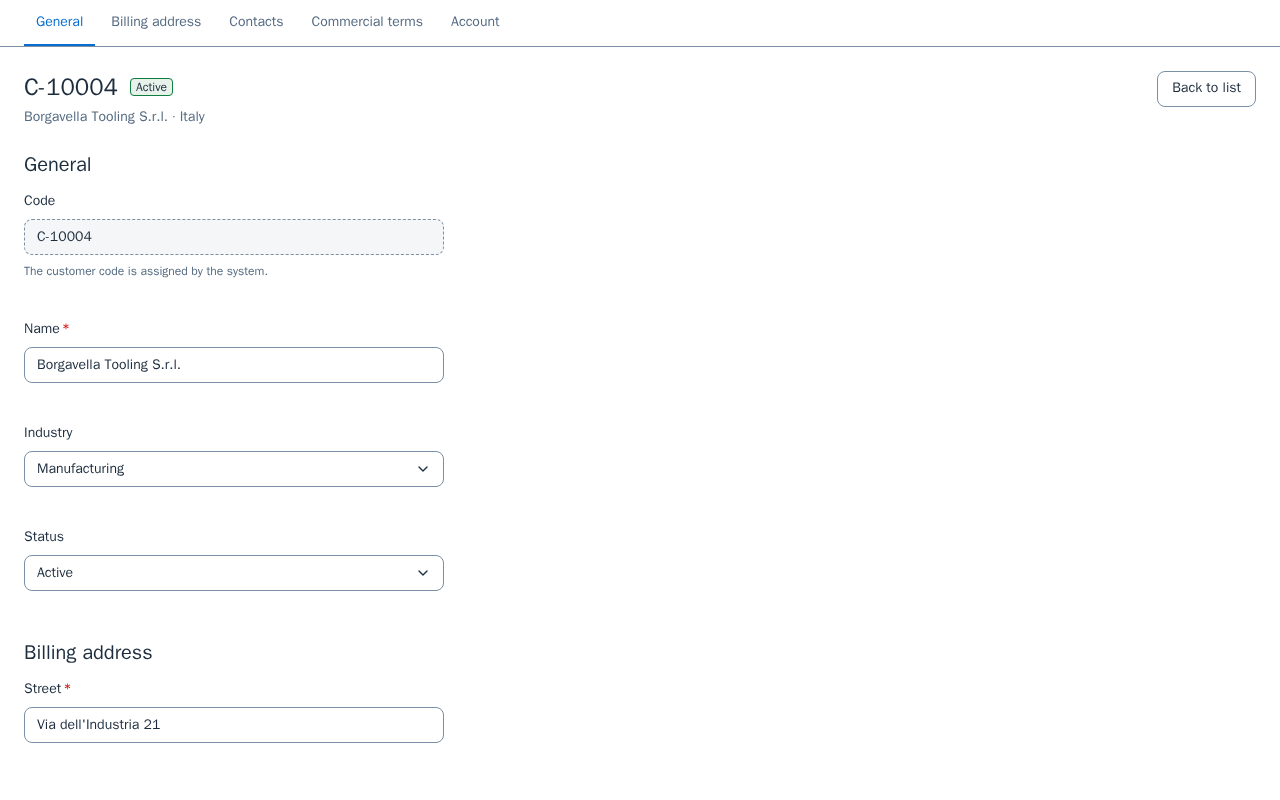 General Billing address Contacts Commercial terms Account
C-10004 Active Back to list
Borgavella Tooling S.r.l. · Italy
General
Code
C-10004
The customer code is assigned by the system.
Name *
Borgavella Tooling S.r.l.
Industry
Manufacturing
Status
Active
Billing address
Street *
Via dell'Industria 21